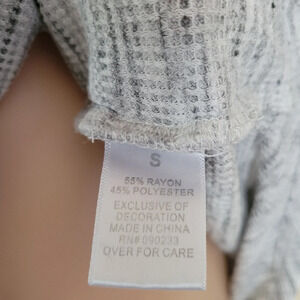 S
55% RAYON
45% POLYESTER
EXCLUSIVE OF
DECORATION
MADE IN CHINA
RN# 090233
OVER FOR CARE